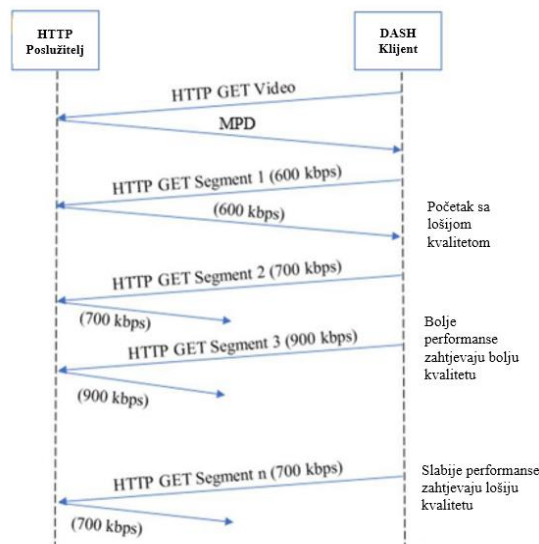 HTTP
Poslužitelj
DASH
Klijent
HTTP GET Video
MPD
HTTP GET Segment 1 (600 kbps)
(600 kbps)
Početak sa
lošijom
kvalitetom
HTTP GET Segment 2 (700 kbps)
(700 kbps)
HTTP GET Segment 3 (900 kbps)
(900 kbps)
Bolje
performanse
zahtjevaju bolju
kvalitetu
HTTP GET Segment n (700 kbps)
(700 kbps)
Slabije performanse
zahtjevaju lošiju
kvalitetu